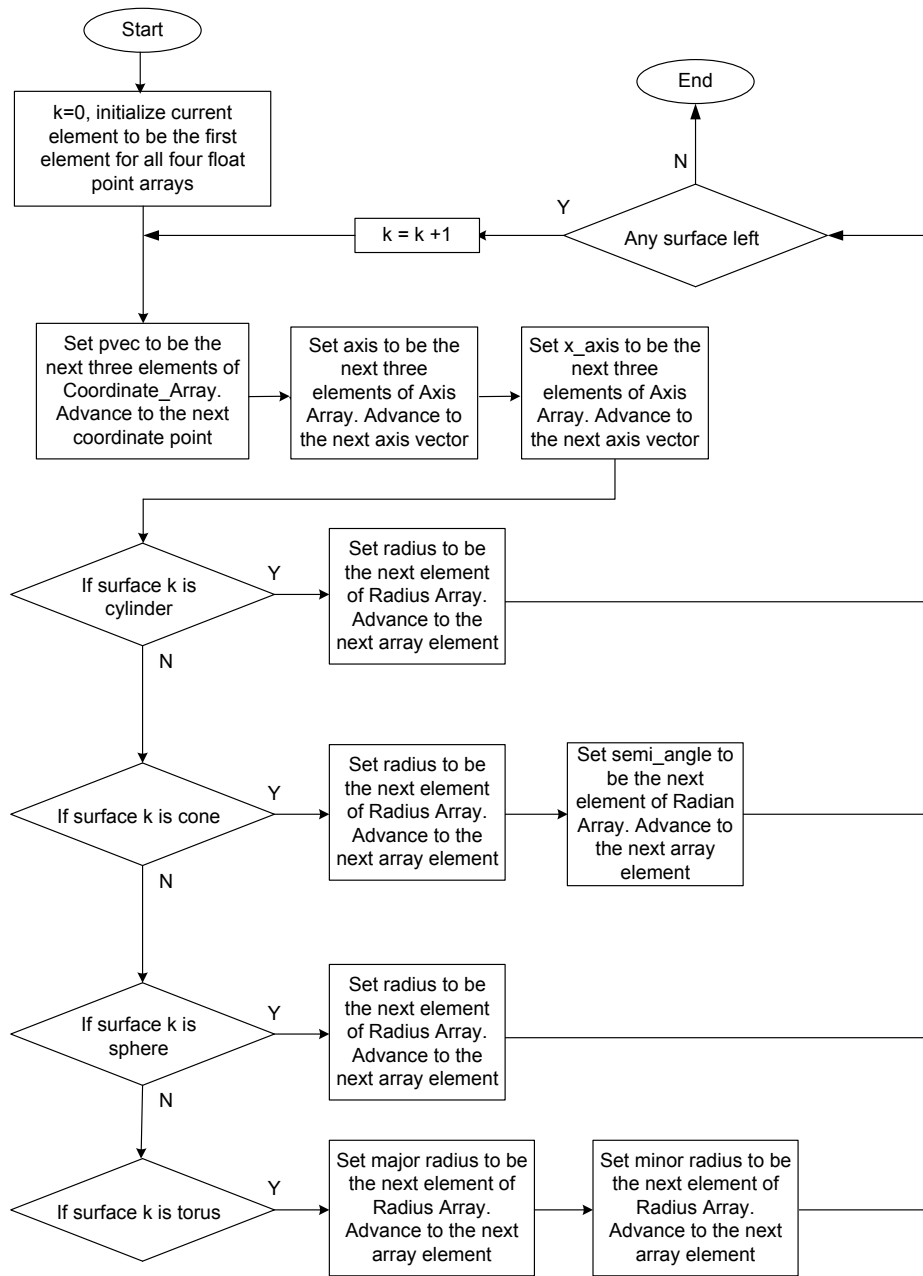 Start
k=0, initialize current
element to be the first
element for all four float
point arrays
End
N
Y
k = k +1
Any surface left
Set pvec to be the
next three elements of
Coordinate_Array.
Advance to the next
coordinate point
Set axis to be the
next three
elements of Axis
Array. Advance to
the next axis vector
Set x_axis to be the
next three
elements of Axis
Array. Advance to
the next axis vector
If surface k is
cylinder
Y
N
Set radius to be
the next element
of Radius Array.
Advance to the
next array element
If surface k is cone
Y
N
Set radius to be
the next element
of Radius Array.
Advance to the
next array element
Set semi_angle to
be the next
element of Radian
Array. Advance to
the next array
element
If surface k is
sphere
Y
N
Set radius to be
the next element
of Radius Array.
Advance to the
next array element
If surface k is torus
Y
Set major radius to be
the next element of
Radius Array.
Advance to the next
array element
Set minor radius to be
the next element of
Radius Array.
Advance to the next
array element